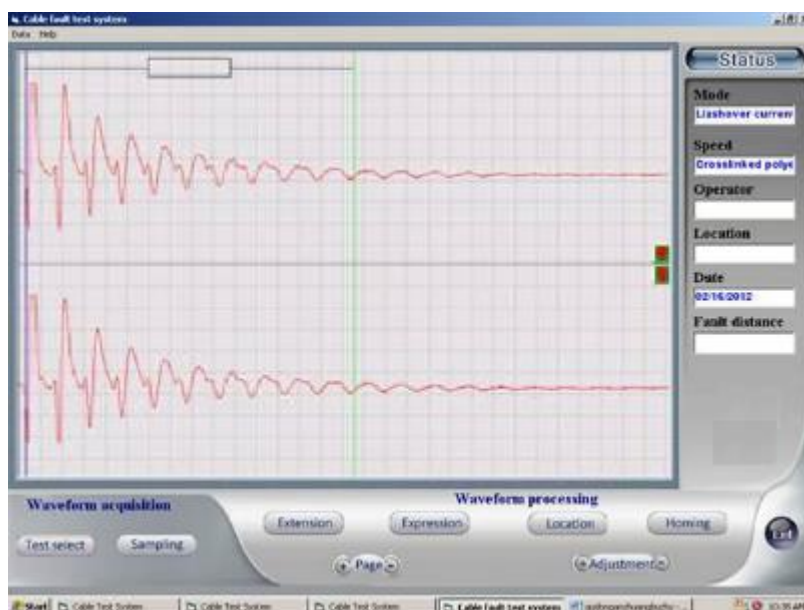 Cable fault test system
Data Help
Status
Mode
Liashover curren
Speed
Crosslinked polye
Operator
Location
Date
02/16/2012
Fault distance
Waveform acquisition
Waveform processing
Extension
Expression
Location
Homing
Test select
Sampling
Page
Adjustment
Exit
Start
Cable Test System
Cable Test System
Cable Test System
Cable fault test system